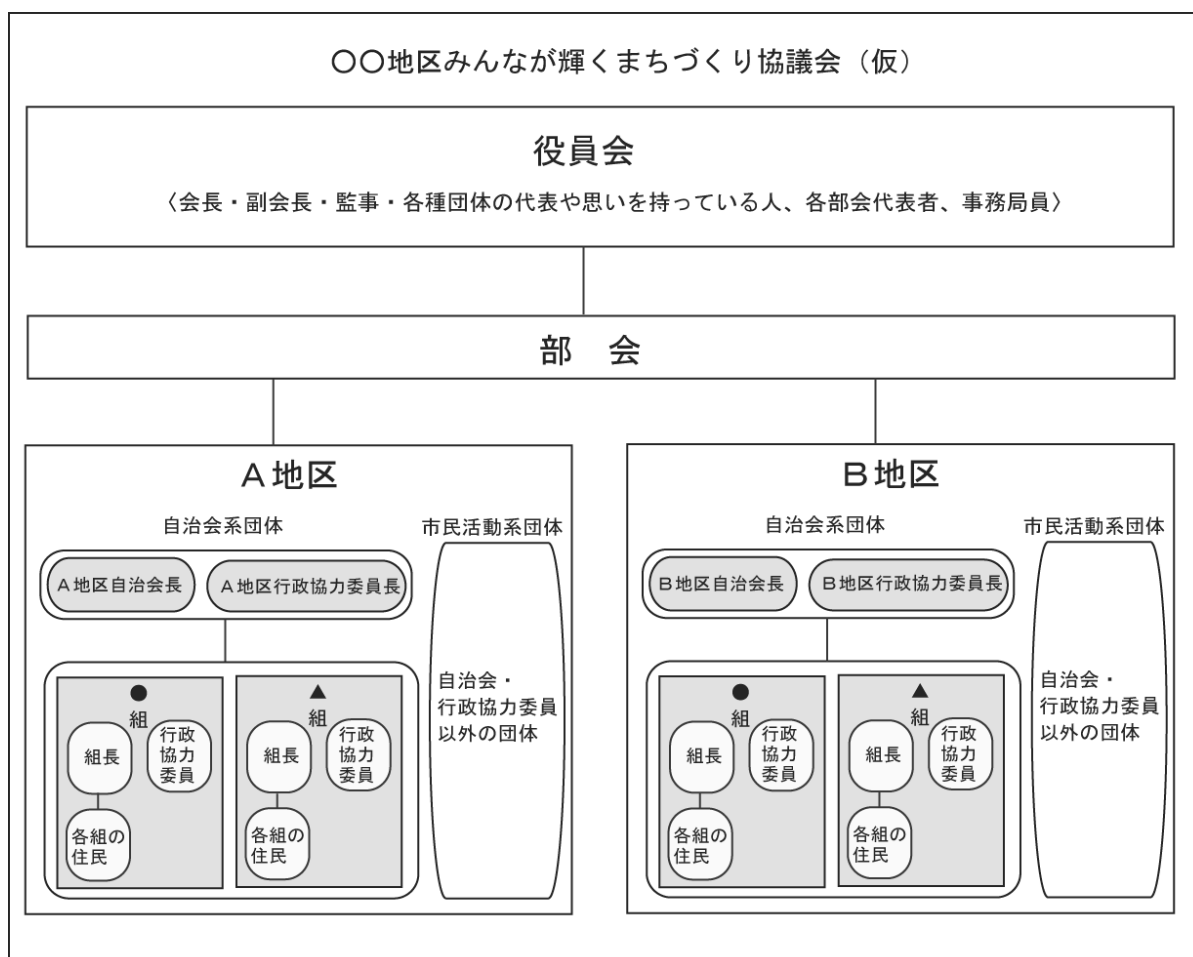 〇〇地区みんなが輝くまちづくり協議会（仮）
役員会
〈会長・副会長・監事・各種団体の代表や思いを持っている人、各部会代表者、事務局員〉
部　会
A地区
自治会系団体
市民活動系団体
A地区自治会長
A地区行政協力委員長
●
組
組長
行政
協力
委員
各組の
住民
▲
組
組長
行政
協力
委員
各組の
住民
自治会・
行政協力委員
以外の団体
B地区
自治会系団体
市民活動系団体
B地区自治会長
B地区行政協力委員長
●
組
組長
行政
協力
委員
各組の
住民
▲
組
組長
行政
協力
委員
各組の
住民
自治会・
行政協力委員
以外の団体